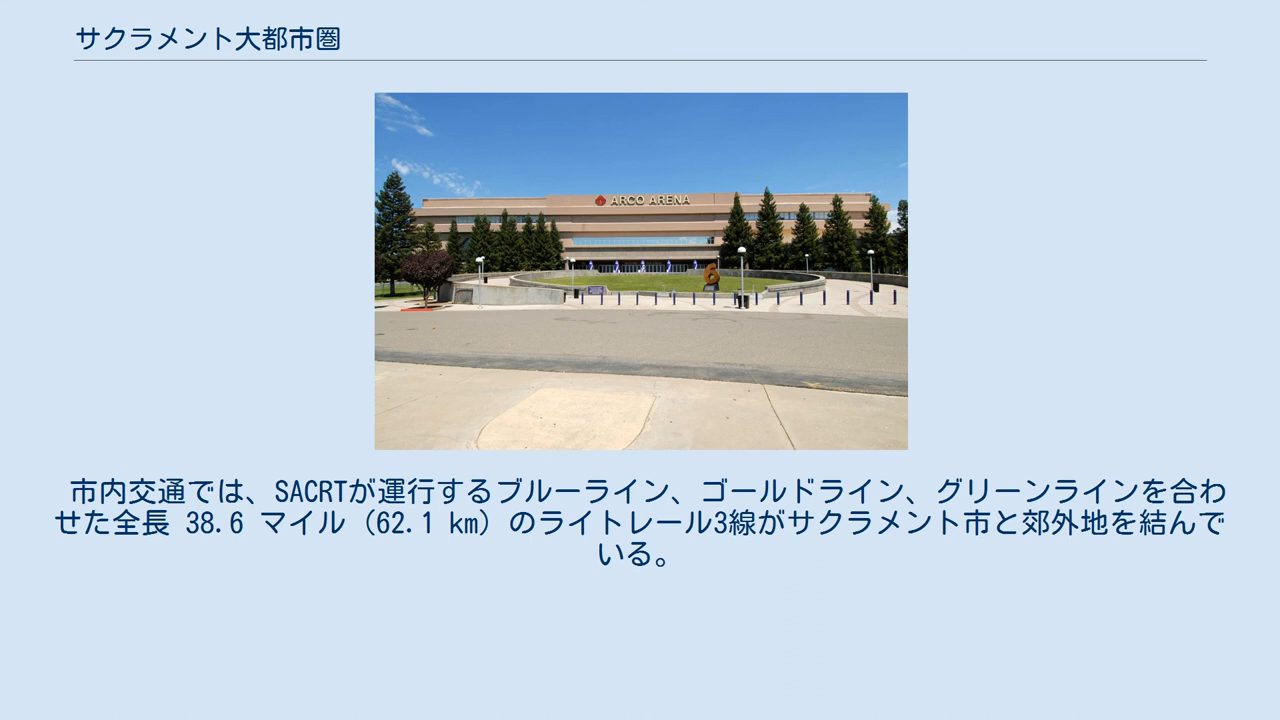 サクラメント大都市圏
ARCO ARENA
6
市内交通では、SACRTが運行するブルーライン、ゴールドライン、グリーンラインを合わ
せた全長 38.6 マイル（62.1 km）のライトレール3線がサクラメント市と郊外地を結んで
いる。